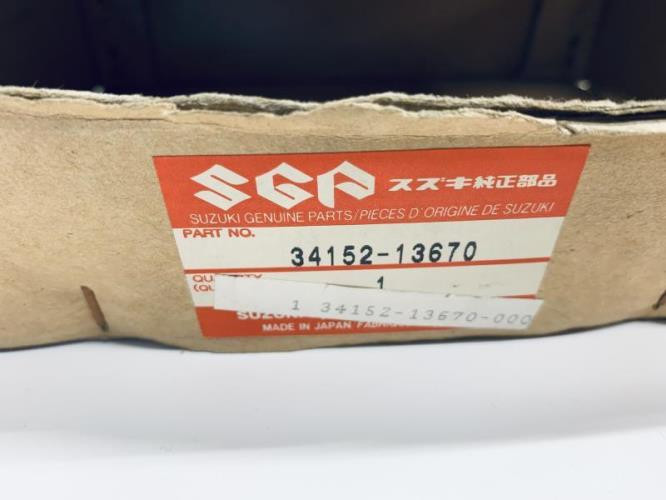 SGP スズキ純正部品
SUZUKI GENUINE PARTS/PIECES D'ORIGINE DE SUZUKI
PART NO.
34152-13670
1
1 34152-13670-000
MADE IN JAPAN